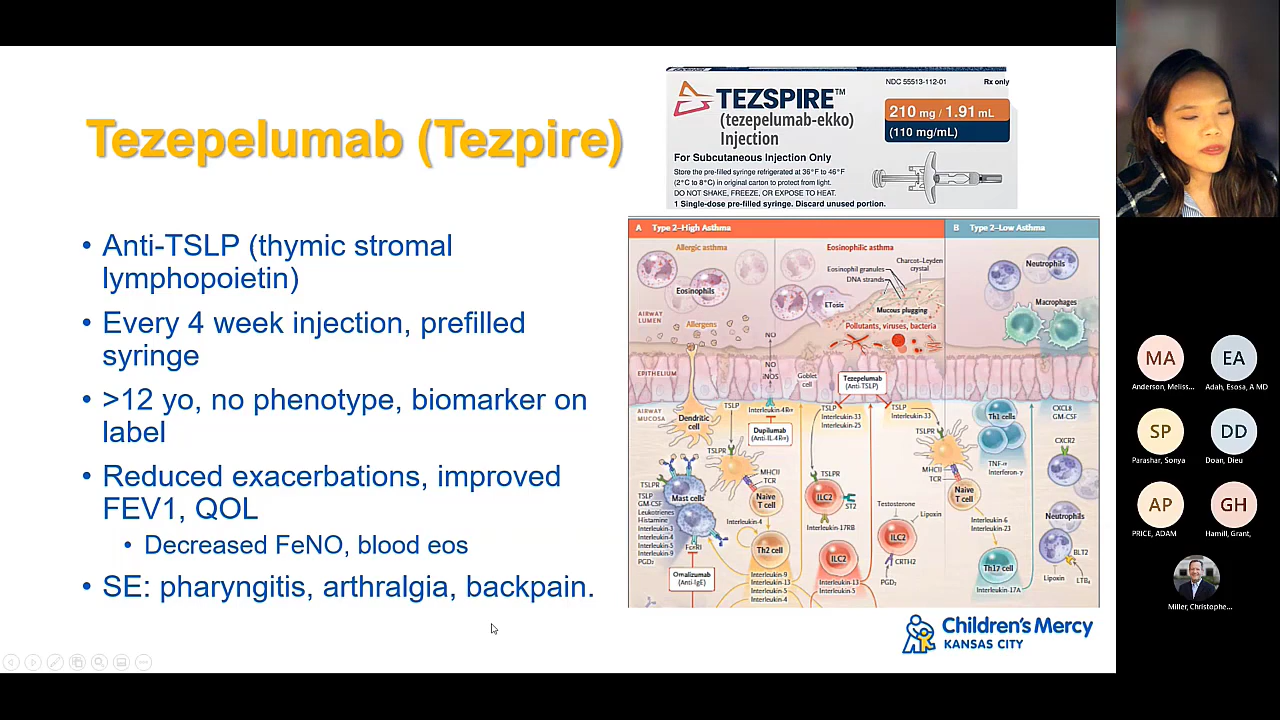 Tezepelumab (Tezpire)
• Anti-TSLP (thymic stromal
lymphopoietin)
• Every 4 week injection, prefilled
syringe
• >12 yo, no phenotype, biomarker on
label
• Reduced exacerbations, improved
FEV1, QOL
• Decreased FeNO, blood eos
• SE: pharyngitis, arthralgia, backpain.
NDC 55513-112-01
Rx only
TEZSPIRE™
(tezepelumab-ekko)
Injection
210 mg / 1.91 mL
(110 mg/mL)
For Subcutaneous Injection Only
Store the pre-filled syringe refrigerated at 36°F to 46°F
(2°C to 8°C) in original carton to protect from light.
DO NOT SHAKE, FREEZE, OR EXPOSE TO HEAT.
1 Single-dose pre-filled syringe. Discard unused portion.
A Type 2–High Asthma
B Type 2–Low Asthma
Allergic asthma
Eosinophilic asthma
Eosinophils
Eosinophil granules
DNA strands
Charcot–Leyden
crystal
ETosis
Mucous plugging
Pollutants, viruses, bacteria
Neutrophils
Macrophages
AIRWAY
LUMEN
Allergens
NO
NO
iNOS
Goblet
cell
EPITHELIUM
Tezepelumab
(Anti-TSLP)
AIRWAY
MUCOSA
Dendritic
cell
TSLP
Interleukin-4Rα
Dupilumab
(Anti-IL-4Rα)
TSLP
Interleukin-33
Interleukin-25
TSLP
Interleukin-33
Th1 cells
TNF-α
Interferon-γ
CXCL8
GM-CSF
CXCR2
TSLPR
MHCII
TCR
Naive
T cell
TSLPR
ILC2
ST2
Interleukin-17RB
TSLPR
MHCII
TCR
Naive
T cell
Neutrophils
TSLPR
TSLP
GM-CSF
Leukotrienes
Histamine
Interleukin-3
Interleukin-4
Interleukin-5
Interleukin-9
PGD₂
Mast cells
FcεRI
Interleukin-4
Th2 cell
Testosterone
Lipoxin
ILC2
CRTH2
PGD₂
Interleukin-6
Interleukin-23
Th17 cell
Interleukin-17A
BLT2
Lipoxin
LTB₄
Omalizumab
(Anti-IgE)
Interleukin-9
Interleukin-13
Interleukin-5
Interleukin-4
ILC2
Interleukin-13
Interleukin-5
Children's Mercy
KANSAS CITY
MA
Anderson, Meliss...
EA
Adah, Esosa, A MD
SP
Parashar, Sonya
DD
Doan, Dieu
AP
PRICE, ADAM
GH
Hamill, Grant,
Miller, Christophe...